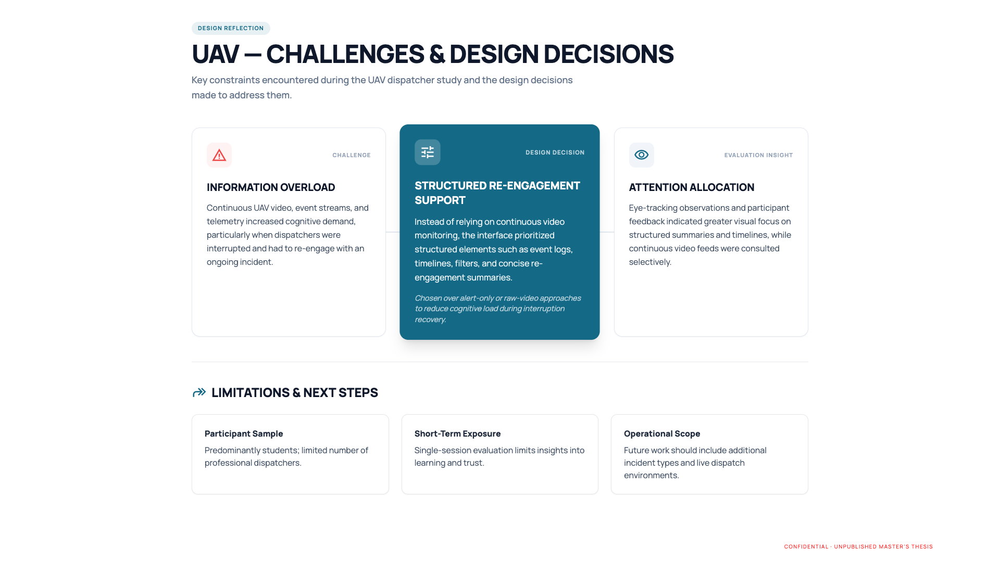 DESIGN REFLECTION
UAV — CHALLENGES & DESIGN DECISIONS
Key constraints encountered during the UAV dispatcher study and the design decisions
made to address them.
CHALLENGE
INFORMATION OVERLOAD
Continuous UAV video, event streams, and
telemetry increased cognitive demand,
particularly when dispatchers were
interrupted and had to re-engage with an
ongoing incident.
DESIGN DECISION
STRUCTURED RE-ENGAGEMENT
SUPPORT
Instead of relying on continuous video
monitoring, the interface prioritized
structured elements such as event logs,
timelines, filters, and concise re-
engagement summaries.
Chosen over alert-only or raw-video approaches
to reduce cognitive load during interruption
recovery.
EVALUATION INSIGHT
ATTENTION ALLOCATION
Eye-tracking observations and participant
feedback indicated greater visual focus on
structured summaries and timelines, while
continuous video feeds were consulted
selectively.
LIMITATIONS & NEXT STEPS
Participant Sample
Predominantly students; limited number of
professional dispatchers.
Short-Term Exposure
Single-session evaluation limits insights into
learning and trust.
Operational Scope
Future work should include additional
incident types and live dispatch
environments.
CONFIDENTIAL · UNPUBLISHED MASTER'S THESIS